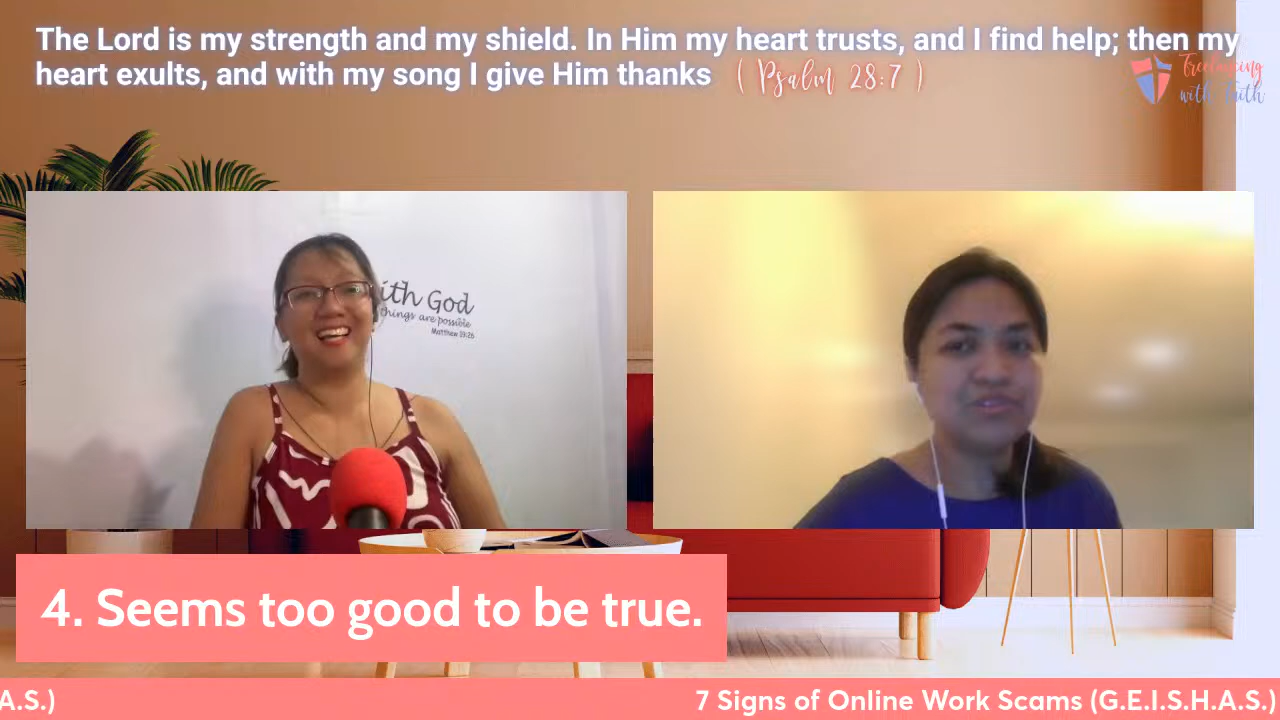 The Lord is my strength and my shield. In Him my heart trusts, and I find help; then my
heart exults, and with my song I give Him thanks ( Psalm 28:7 )
Freelancing
with Faith
ith God
things are possible
Matthew 19:26
4. Seems too good to be true.
A.S.) 7 Signs of Online Work Scams (G.E.I.S.H.A.S.)